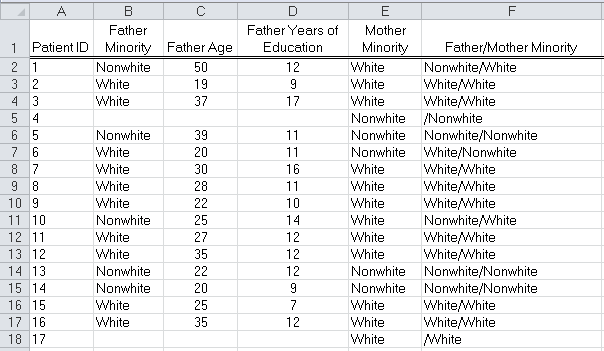 A B C D E F
1 Patient ID Father Minority Father Age Father Years of Education Mother Minority Father/Mother Minority
2 1 Nonwhite 50 12 White Nonwhite/White
3 2 White 19 9 White White/White
4 3 White 37 17 White White/White
5 4 Nonwhite /Nonwhite
6 5 Nonwhite 39 11 Nonwhite Nonwhite/Nonwhite
7 6 White 20 11 Nonwhite White/Nonwhite
8 7 White 30 16 White White/White
9 8 White 28 11 White White/White
10 9 White 22 10 White White/White
11 10 Nonwhite 25 14 White Nonwhite/White
12 11 White 27 12 White White/White
13 12 White 35 12 White White/White
14 13 Nonwhite 22 12 Nonwhite Nonwhite/Nonwhite
15 14 Nonwhite 20 9 Nonwhite Nonwhite/Nonwhite
16 15 White 25 7 White White/White
17 16 White 35 12 White White/White
18 17 White /White